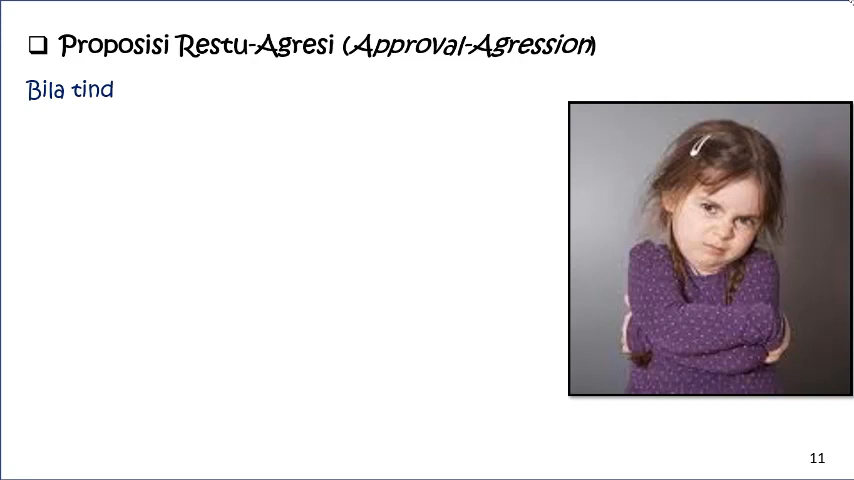 ❑ Proposisi Restu-Agresi (Approval-Agression)
Bila tind
11